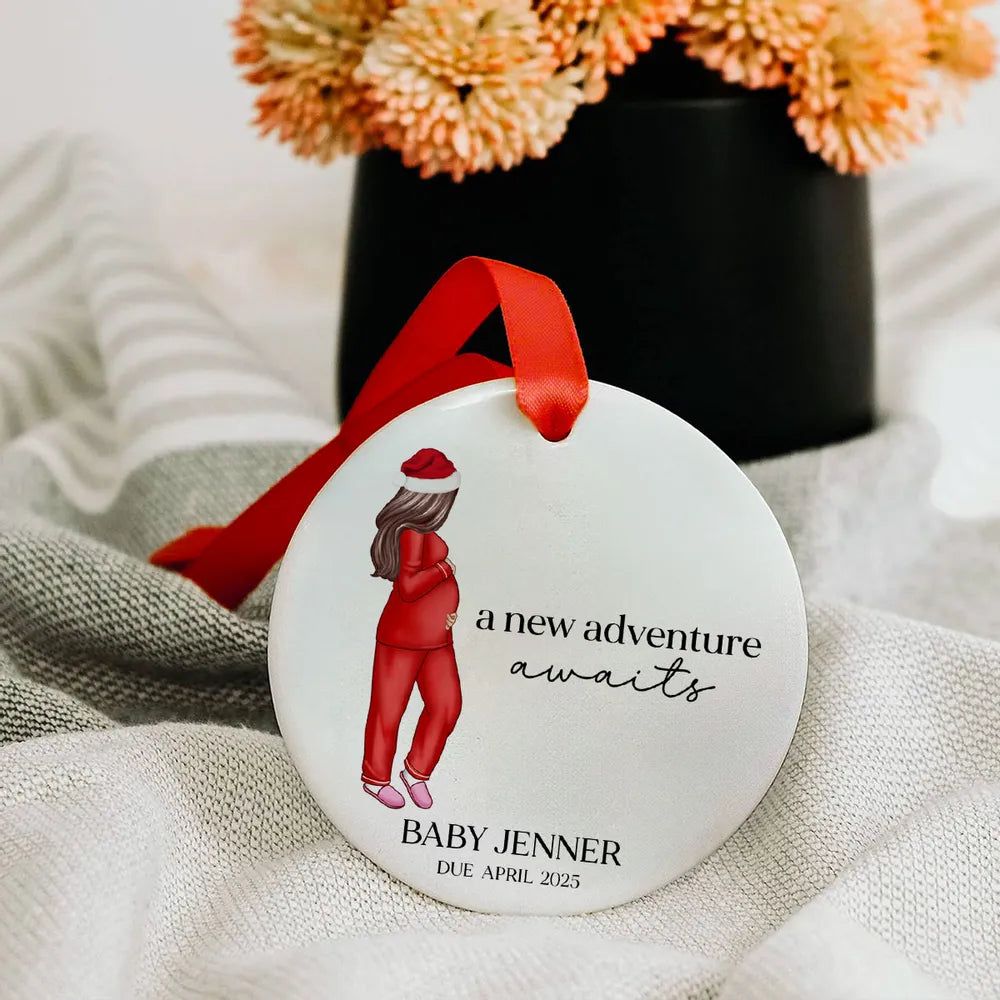 a new adventure
awaits
BABY JENNER
DUE APRIL 2025